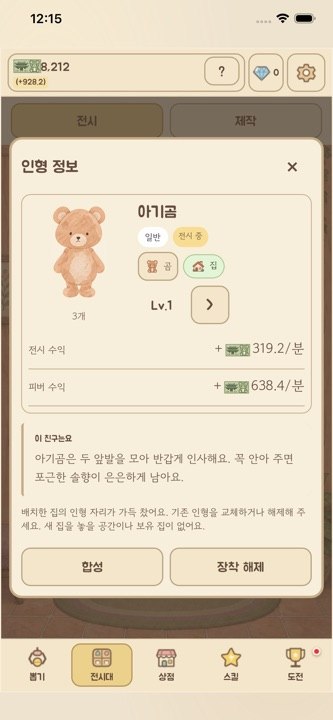 12:15
8.212
(+928.2)
?
0
전시
제작
인형 정보
×
아기곰
일반
전시 중
곰
집
3개
Lv.1
>
전시 수익
+ 319.2/분
피버 수익
+ 638.4/분
이 친구는요
아기곰은 두 앞발을 모아 반갑게 인사해요. 꼭 안아 주면
포근한 솔향이 은은하게 남아요.
배치한 집의 인형 자리가 가득 찼어요. 기존 인형을 교체하거나 해제해 주
세요. 새 집을 놓을 공간이나 보유 집이 없어요.
합성
장착 해제
뽑기
전시대
상점
스킬
도전